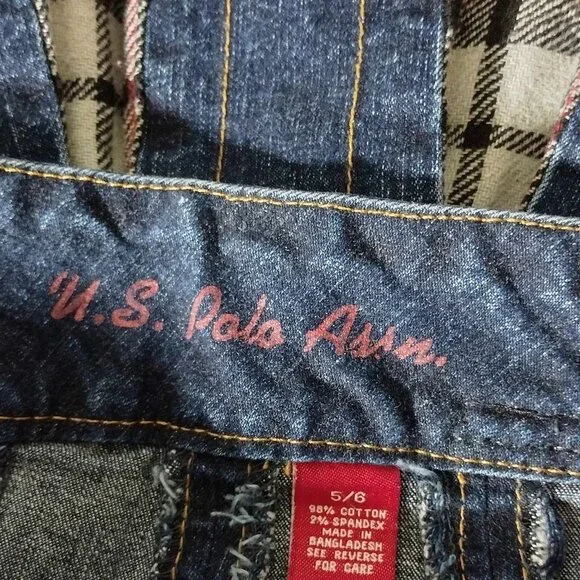 U.S. Polo Assn.
5/6
98% COTTON
2% SPANDEX
MADE IN
BANGLADESH
SEE REVERSE
FOR CARE